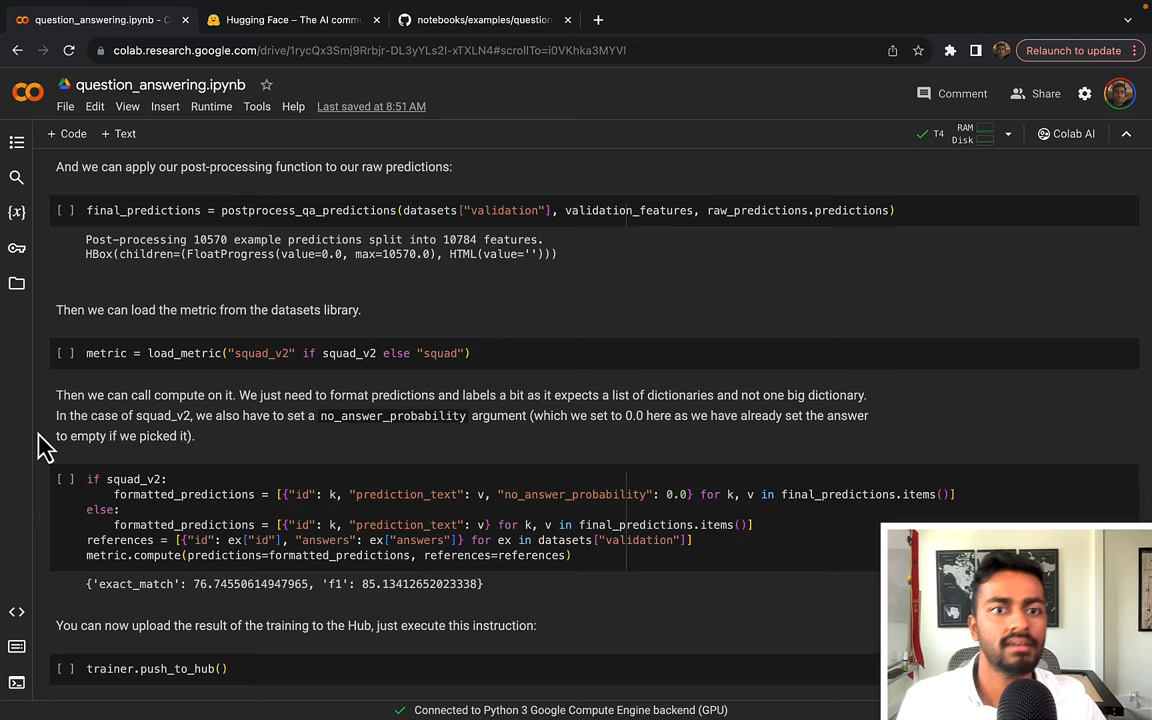 question_answering.ipynb - C
Hugging Face – The AI comm
notebooks/examples/question
colab.research.google.com/drive/1rycQx3Smj9Rrbjr-DL3yYLs2I-xTXLN4#scrollTo=i0VKhka3MYVl
Relaunch to update
question_answering.ipynb
File Edit View Insert Runtime Tools Help Last saved at 8:51 AM
Comment Share
+ Code + Text
T4 RAM Disk Colab AI
And we can apply our post-processing function to our raw predictions:
[ ] final_predictions = postprocess_qa_predictions(datasets["validation"], validation_features, raw_predictions.predictions)
Post-processing 10570 example predictions split into 10784 features.
HBox(children=(FloatProgress(value=0.0, max=10570.0), HTML(value='')))
Then we can load the metric from the datasets library.
[ ] metric = load_metric("squad_v2" if squad_v2 else "squad")
Then we can call compute on it. We just need to format predictions and labels a bit as it expects a list of dictionaries and not one big dictionary.
In the case of squad_v2, we also have to set a no_answer_probability argument (which we set to 0.0 here as we have already set the answer
to empty if we picked it).
[ ] if squad_v2:
formatted_predictions = [{"id": k, "prediction_text": v, "no_answer_probability": 0.0} for k, v in final_predictions.items()]
else:
formatted_predictions = [{"id": k, "prediction_text": v} for k, v in final_predictions.items()]
references = [{"id": ex["id"], "answers": ex["answers"]} for ex in datasets["validation"]]
metric.compute(predictions=formatted_predictions, references=references)
{'exact_match': 76.74550614947965, 'f1': 85.13412652023338}
You can now upload the result of the training to the Hub, just execute this instruction:
[ ] trainer.push_to_hub()
Connected to Python 3 Google Compute Engine backend (GPU)